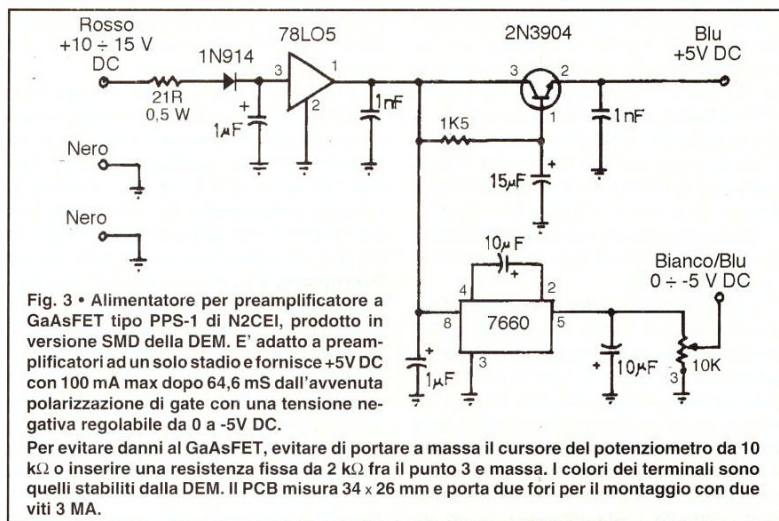 Rosso
+10 ÷ 15 V
DC
1N914
78LO5
2N3904
Blu
+5V DC
21R
0,5 W
+
1µF
3
1
2
1nF
3
2
1
1K5
1nF
15µF
+
Nero
Nero
10µF
+
4
2
8
7660
5
3
+
1µF
10µF
+
Bianco/Blu
0 ÷ -5 V DC
10K
3
Fig. 3 • Alimentatore per preamplificatore a
GaAsFET tipo PPS-1 di N2CEI, prodotto in
versione SMD della DEM. E' adatto a pream-
plificatori ad un solo stadio e fornisce +5V DC
con 100 mA max dopo 64,6 mS dall'avvenuta
polarizzazione di gate con una tensione ne-
gativa regolabile da 0 a -5V DC.
Per evitare danni al GaAsFET, evitare di portare a massa il cursore del potenziometro da 10
kΩ o inserire una resistenza fissa da 2 kΩ fra il punto 3 e massa. I colori dei terminali sono
quelli stabiliti dalla DEM. Il PCB misura 34 x 26 mm e porta due fori per il montaggio con due
viti 3 MA.